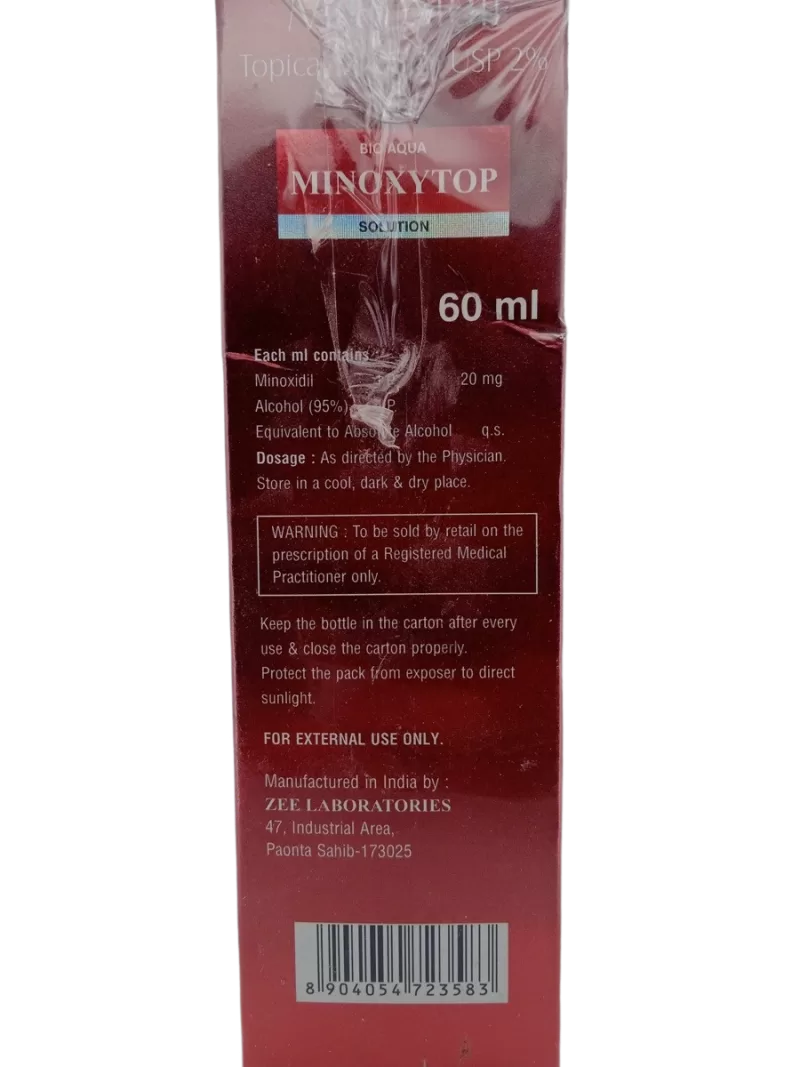 Topical USP 2%
BIO AQUA
MINOXYTOP
SOLUTION
60 ml
Each ml contains
Minoxidil 20 mg
Alcohol (95%)
Equivalent to Absolute Alcohol q.s.
Dosage : As directed by the Physician.
Store in a cool, dark & dry place.
WARNING : To be sold by retail on the
prescription of a Registered Medical
Practitioner only.
Keep the bottle in the carton after every
use & close the carton properly.
Protect the pack from exposer to direct
sunlight.
FOR EXTERNAL USE ONLY.
Manufactured in India by :
ZEE LABORATORIES
47, Industrial Area,
Paonta Sahib-173025
8 904054 723583